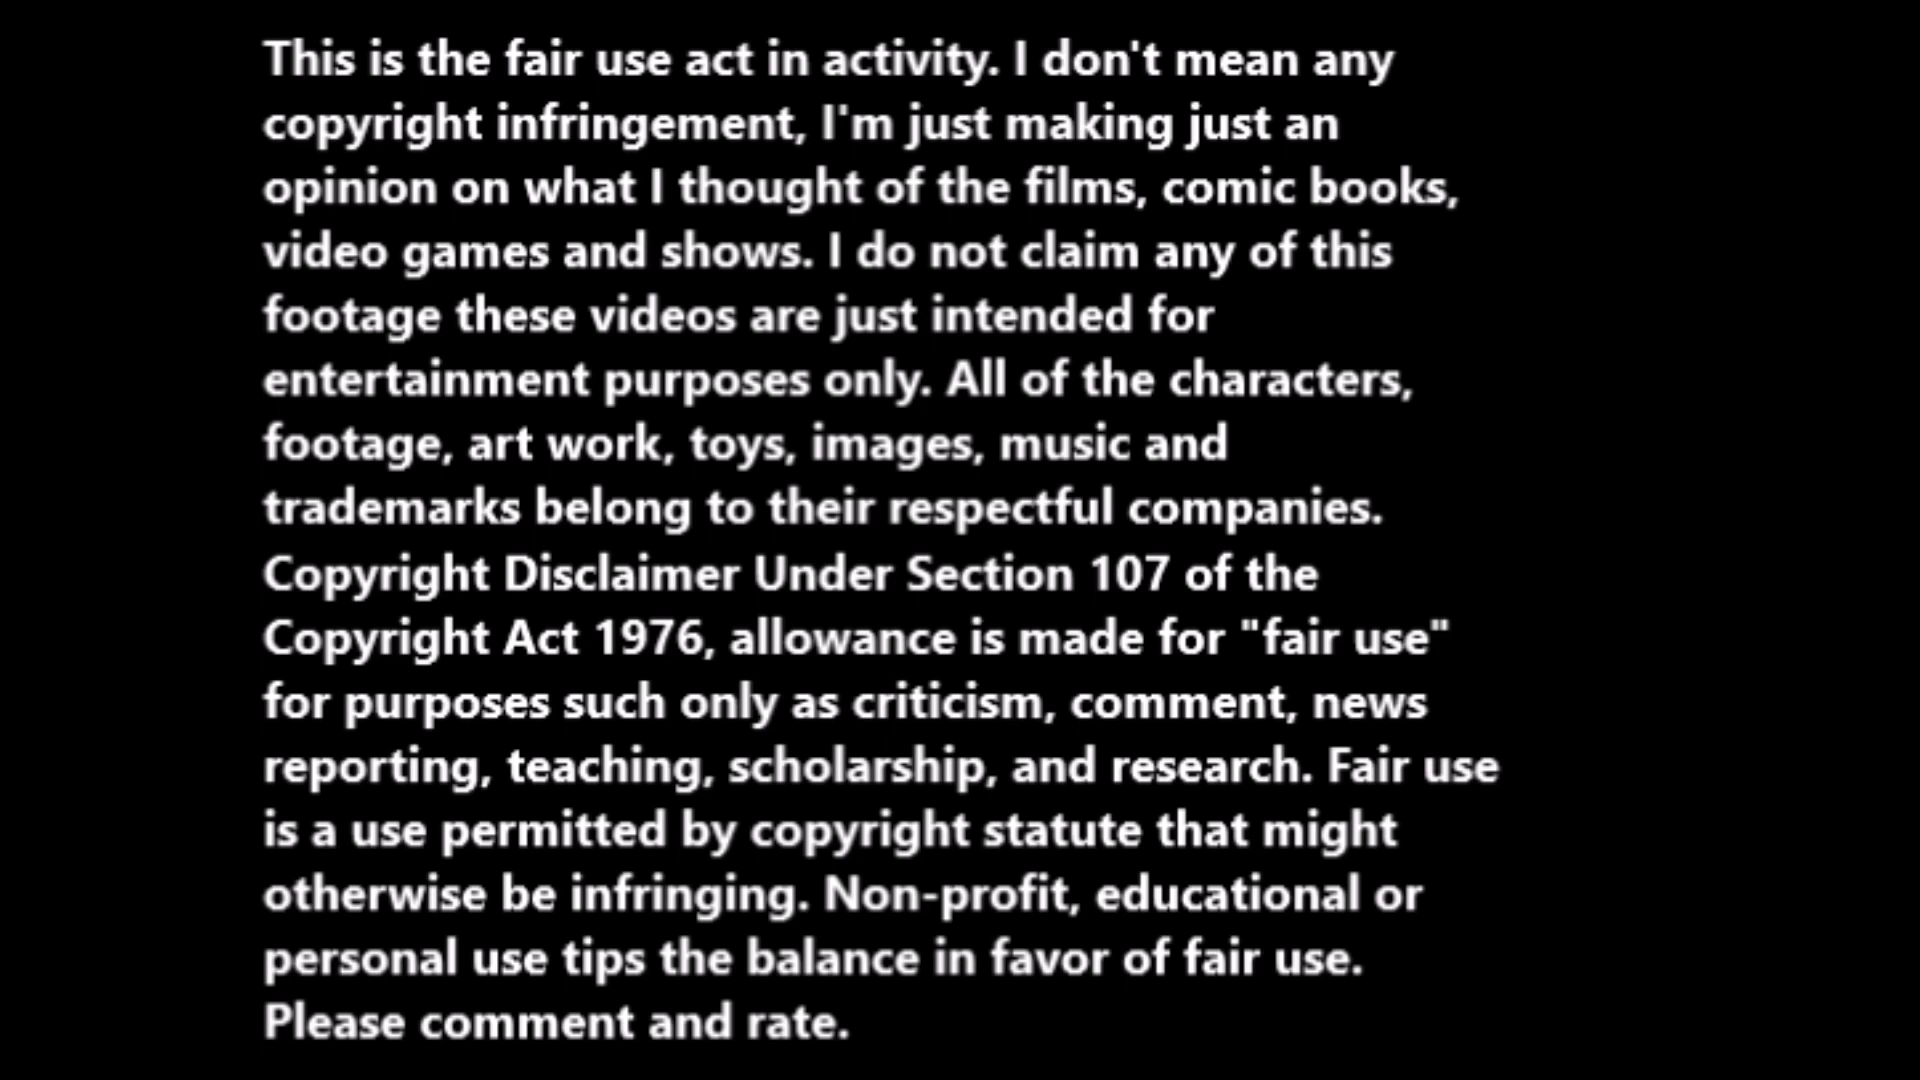 This is the fair use act in activity. I don't mean any
copyright infringement, I'm just making just an
opinion on what I thought of the films, comic books,
video games and shows. I do not claim any of this
footage these videos are just intended for
entertainment purposes only. All of the characters,
footage, art work, toys, images, music and
trademarks belong to their respectful companies.
Copyright Disclaimer Under Section 107 of the
Copyright Act 1976, allowance is made for "fair use"
for purposes such only as criticism, comment, news
reporting, teaching, scholarship, and research. Fair use
is a use permitted by copyright statute that might
otherwise be infringing. Non-profit, educational or
personal use tips the balance in favor of fair use.
Please comment and rate.